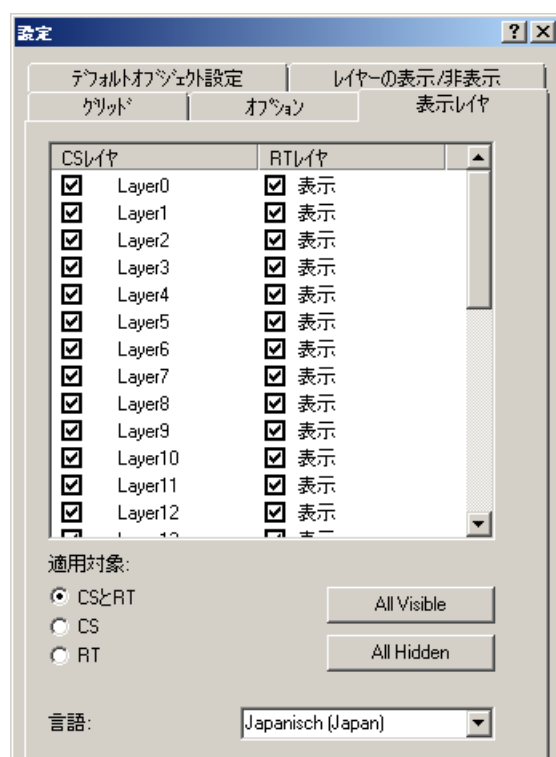 設定
ﾃﾞﾌｫﾙﾄｵﾌﾞｼﾞｪｸﾄ設定 ﾚｲﾔｰの表示/非表示
ｸﾞﾘｯﾄﾞ ｵﾌﾟｼｮﾝ 表示ﾚｲﾔ
CSﾚｲﾔ RTﾚｲﾔ
Layer0 表示
Layer1 表示
Layer2 表示
Layer3 表示
Layer4 表示
Layer5 表示
Layer6 表示
Layer7 表示
Layer8 表示
Layer9 表示
Layer10 表示
Layer11 表示
Layer12 表示
適用対象:
CSとRT
All Visible
CS
RT
All Hidden
言語: Japanisch (Japan)